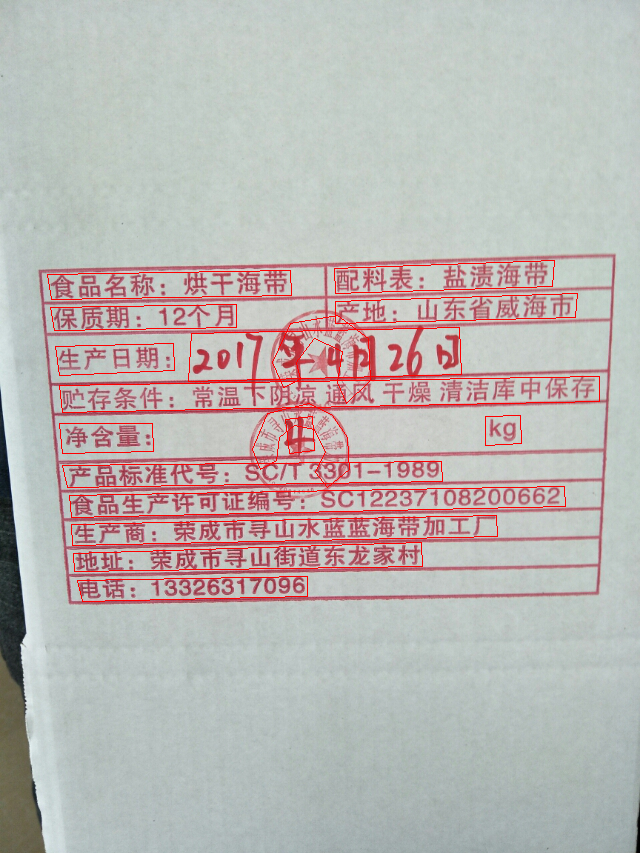 食品名称：烘干海带 配料表：盐渍海带
保质期：12个月 产地：山东省威海市
生产日期：2017年4月26日
贮存条件：常温下阴凉 通风 干燥 清洁库中保存
净含量： kg
产品标准代号：SC/T 3301-1989
食品生产许可证编号：SC12237108200662
生产商：荣成市寻山水蓝蓝海带加工厂
地址：荣成市寻山街道东龙家村
电话：13326317096